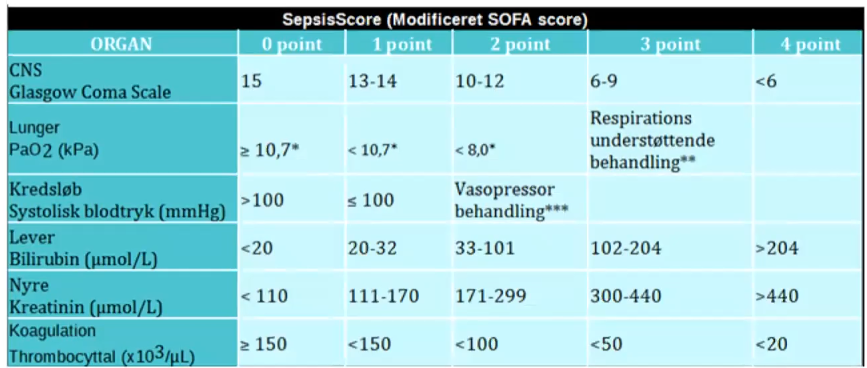 SepsisScore (Modificeret SOFA score)
ORGAN 0 point 1 point 2 point 3 point 4 point
CNS
Glasgow Coma Scale 15 13-14 10-12 6-9 <6
Lunger
PaO2 (kPa) ≥ 10,7* < 10,7* < 8,0* Respirations
understøttende
behandling**
Kredsløb
Systolisk blodtryk (mmHg) >100 ≤ 100 Vasopressor
behandling***
Lever
Bilirubin (µmol/L) <20 20-32 33-101 102-204 >204
Nyre
Kreatinin (µmol/L) < 110 111-170 171-299 300-440 >440
Koagulation
Thrombocyttal (x10³/µL) ≥ 150 <150 <100 <50 <20